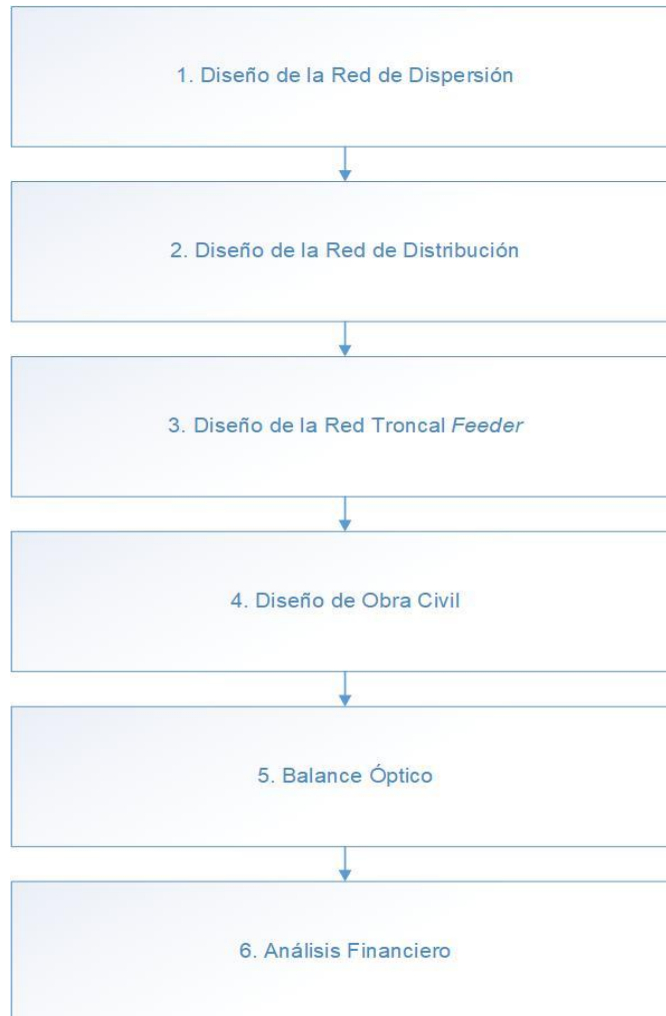 1. Diseño de la Red de Dispersión
2. Diseño de la Red de Distribución
3. Diseño de la Red Troncal Feeder
4. Diseño de Obra Civil
5. Balance Óptico
6. Análisis Financiero